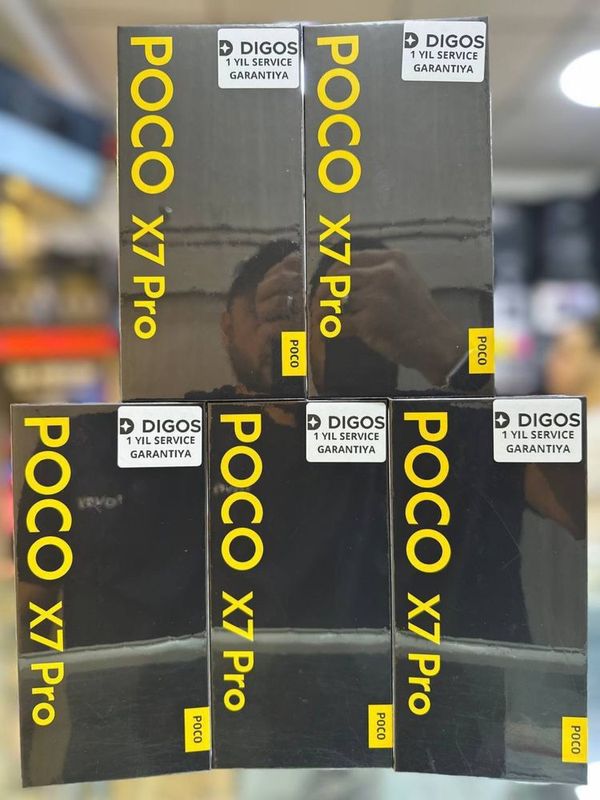 POCO X7 Pro
DIGOS
1 YIL SERVICE
GARANTIYA
POCO
POCO X7 Pro
DIGOS
1 YIL SERVICE
GARANTIYA
POCO
POCO X7 Pro
DIGOS
1 YIL SERVICE
GARANTIYA
POCO
POCO X7 Pro
DIGOS
1 YIL SERVICE
GARANTIYA
POCO
POCO X7 Pro
DIGOS
1 YIL SERVICE
GARANTIYA
POCO